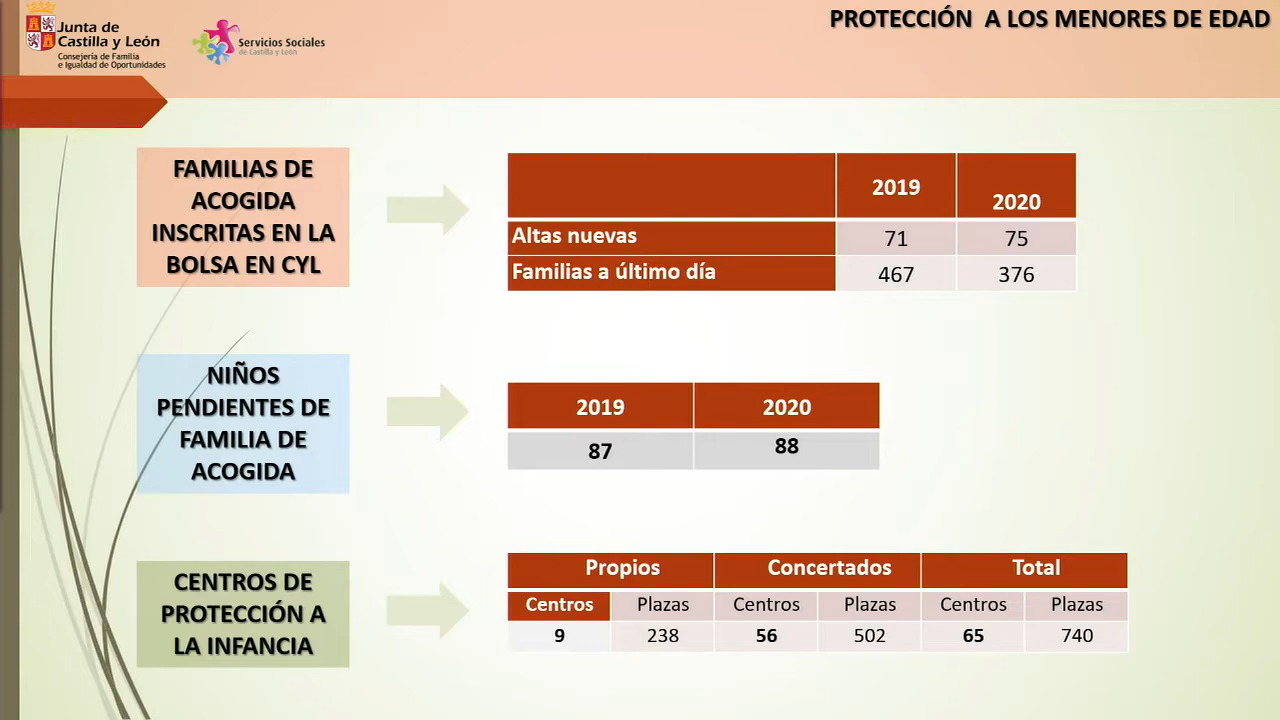 Junta de
Castilla y León
Consejería de Familia
e Igualdad de Oportunidades
Servicios Sociales
de Castilla y León
PROTECCIÓN A LOS MENORES DE EDAD
FAMILIAS DE
ACOGIDA
INSCRITAS EN LA
BOLSA EN CYL
2019 2020
Altas nuevas 71 75
Familias a último día 467 376
NIÑOS
PENDIENTES DE
FAMILIA DE
ACOGIDA
2019 2020
87 88
CENTROS DE
PROTECCIÓN A
LA INFANCIA
Propios Concertados Total
Centros Plazas Centros Plazas Centros Plazas
9 238 56 502 65 740